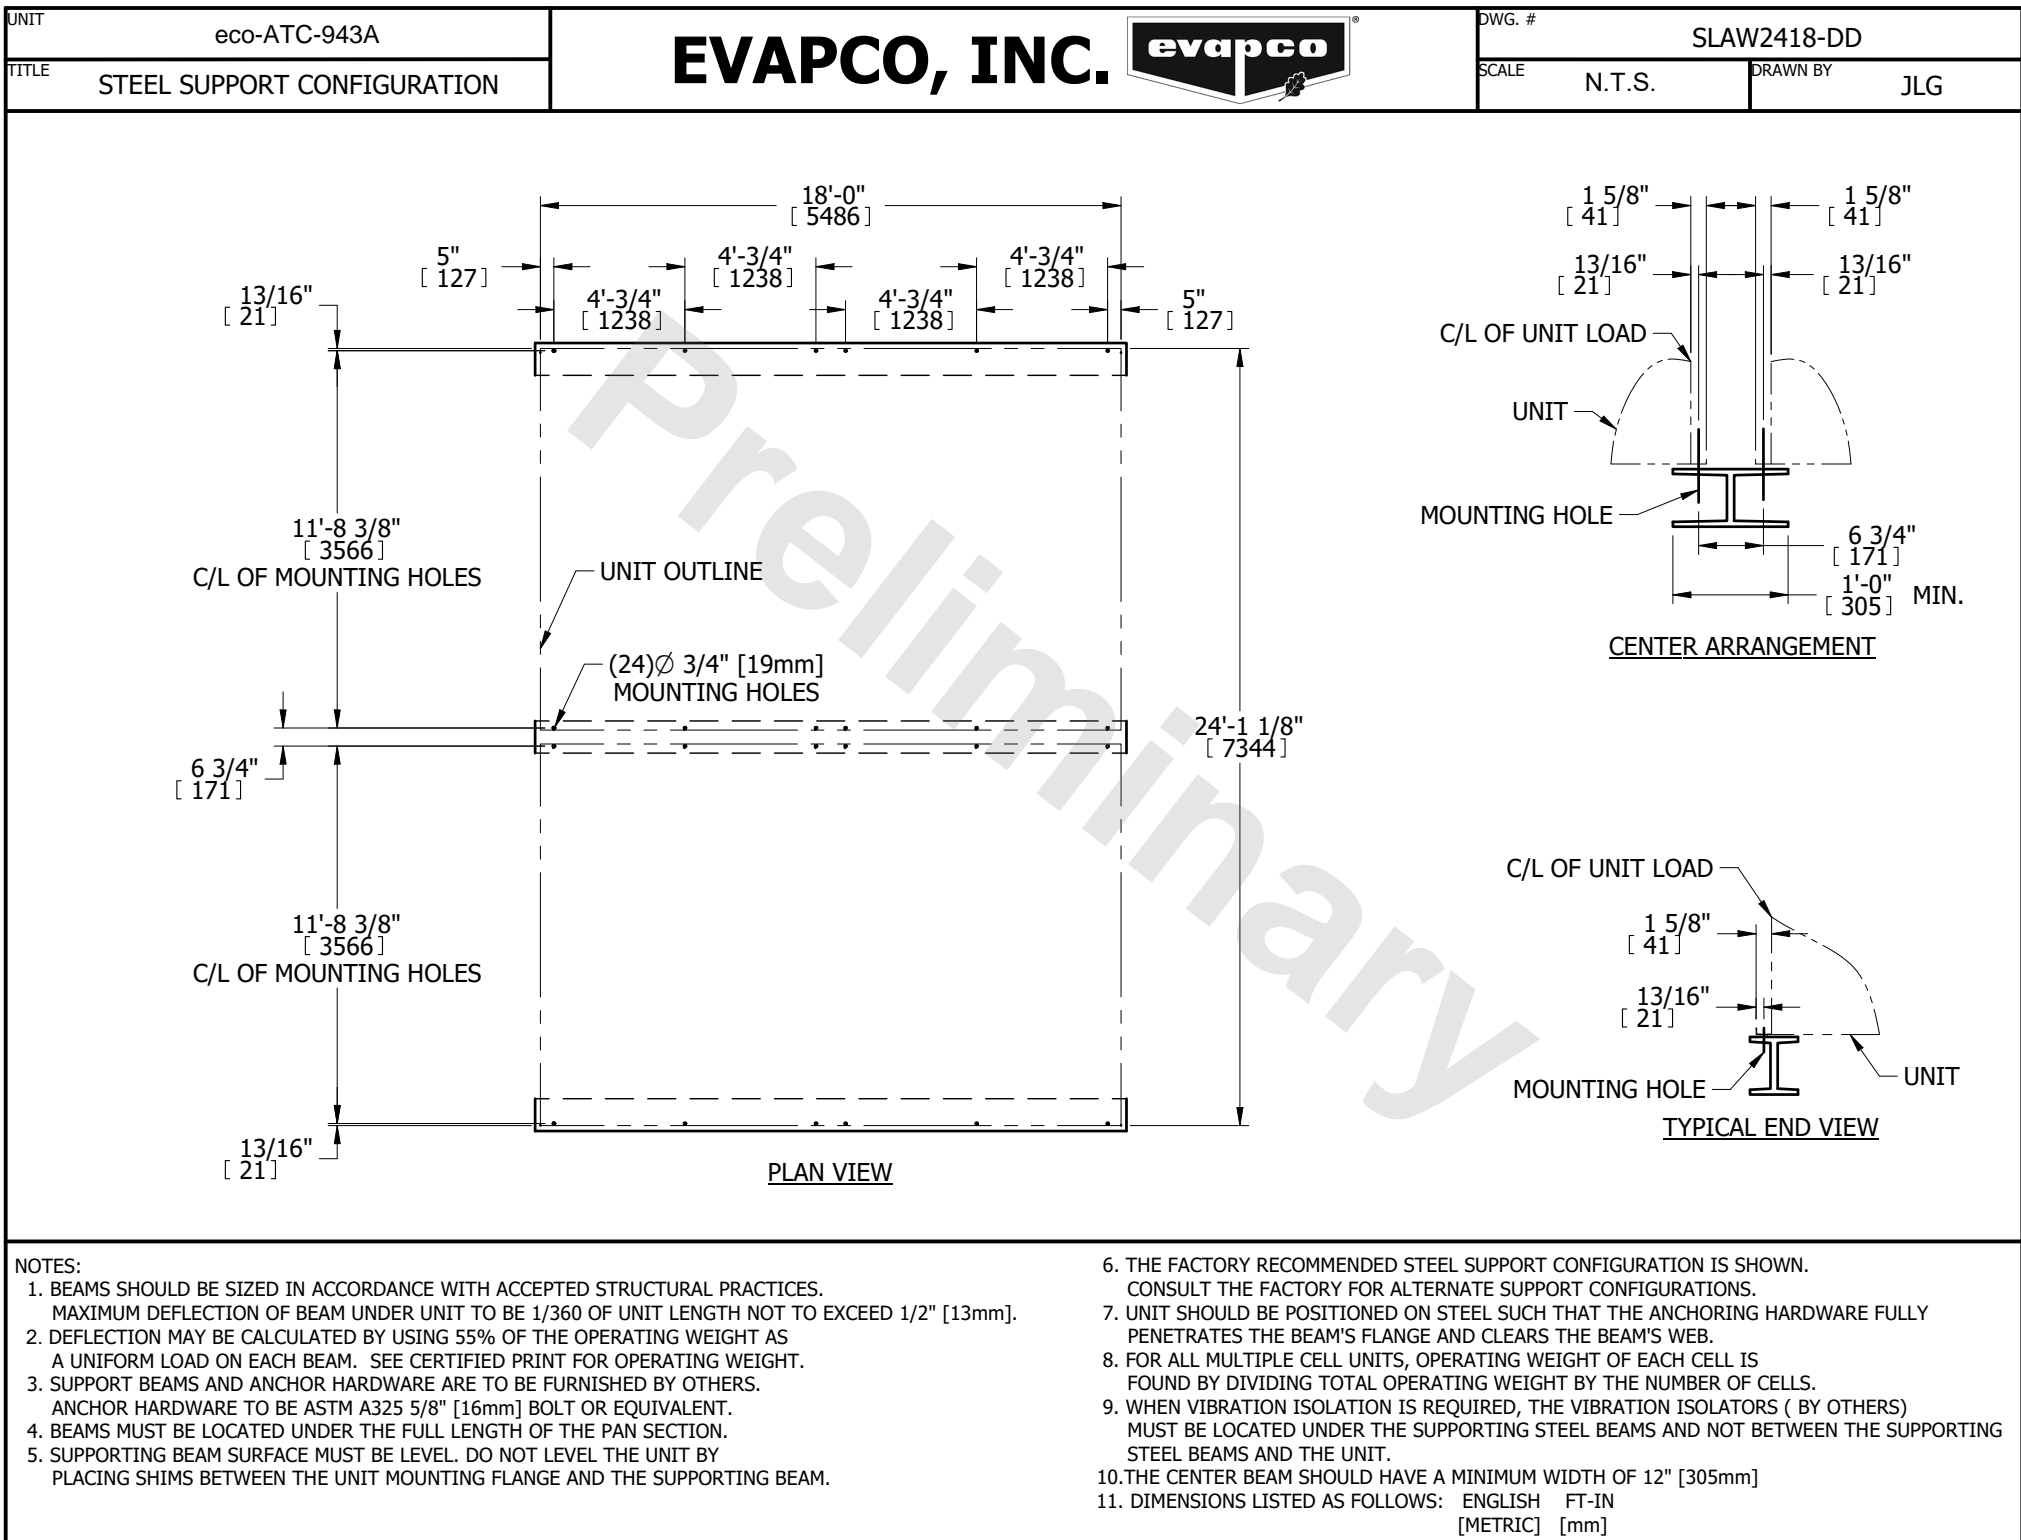 UNIT
eco-ATC-943A
TITLE
STEEL SUPPORT CONFIGURATION
EVAPCO, INC.
evapco
®
DWG. #
SLAW2418-DD
SCALE
N.T.S.
DRAWN BY
JLG
18'-0"
[ 5486 ]
5"
[ 127 ]
4'-3/4"
[ 1238 ]
4'-3/4"
[ 1238 ]
13/16"
[ 21 ]
4'-3/4"
[ 1238 ]
4'-3/4"
[ 1238 ]
5"
[ 127 ]
11'-8 3/8"
[ 3566 ]
C/L OF MOUNTING HOLES
UNIT OUTLINE
(24)∅ 3/4" [19mm]
MOUNTING HOLES
24'-1 1/8"
[ 7344 ]
6 3/4"
[ 171 ]
11'-8 3/8"
[ 3566 ]
C/L OF MOUNTING HOLES
13/16"
[ 21 ]
PLAN VIEW
Preliminary
1 5/8"
[ 41 ]
1 5/8"
[ 41 ]
13/16"
[ 21 ]
13/16"
[ 21 ]
C/L OF UNIT LOAD
UNIT
MOUNTING HOLE
6 3/4"
[ 171 ]
1'-0"
[ 305 ] MIN.
CENTER ARRANGEMENT
C/L OF UNIT LOAD
1 5/8"
[ 41 ]
13/16"
[ 21 ]
MOUNTING HOLE
UNIT
TYPICAL END VIEW
NOTES:
1. BEAMS SHOULD BE SIZED IN ACCORDANCE WITH ACCEPTED STRUCTURAL PRACTICES.
MAXIMUM DEFLECTION OF BEAM UNDER UNIT TO BE 1/360 OF UNIT LENGTH NOT TO EXCEED 1/2" [13mm].
2. DEFLECTION MAY BE CALCULATED BY USING 55% OF THE OPERATING WEIGHT AS
A UNIFORM LOAD ON EACH BEAM. SEE CERTIFIED PRINT FOR OPERATING WEIGHT.
3. SUPPORT BEAMS AND ANCHOR HARDWARE ARE TO BE FURNISHED BY OTHERS.
ANCHOR HARDWARE TO BE ASTM A325 5/8" [16mm] BOLT OR EQUIVALENT.
4. BEAMS MUST BE LOCATED UNDER THE FULL LENGTH OF THE PAN SECTION.
5. SUPPORTING BEAM SURFACE MUST BE LEVEL. DO NOT LEVEL THE UNIT BY
PLACING SHIMS BETWEEN THE UNIT MOUNTING FLANGE AND THE SUPPORTING BEAM.
6. THE FACTORY RECOMMENDED STEEL SUPPORT CONFIGURATION IS SHOWN.
CONSULT THE FACTORY FOR ALTERNATE SUPPORT CONFIGURATIONS.
7. UNIT SHOULD BE POSITIONED ON STEEL SUCH THAT THE ANCHORING HARDWARE FULLY
PENETRATES THE BEAM'S FLANGE AND CLEARS THE BEAM'S WEB.
8. FOR ALL MULTIPLE CELL UNITS, OPERATING WEIGHT OF EACH CELL IS
FOUND BY DIVIDING TOTAL OPERATING WEIGHT BY THE NUMBER OF CELLS.
9. WHEN VIBRATION ISOLATION IS REQUIRED, THE VIBRATION ISOLATORS ( BY OTHERS)
MUST BE LOCATED UNDER THE SUPPORTING STEEL BEAMS AND NOT BETWEEN THE SUPPORTING
STEEL BEAMS AND THE UNIT.
10.THE CENTER BEAM SHOULD HAVE A MINIMUM WIDTH OF 12" [305mm]
11. DIMENSIONS LISTED AS FOLLOWS: ENGLISH FT-IN
[METRIC] [mm]